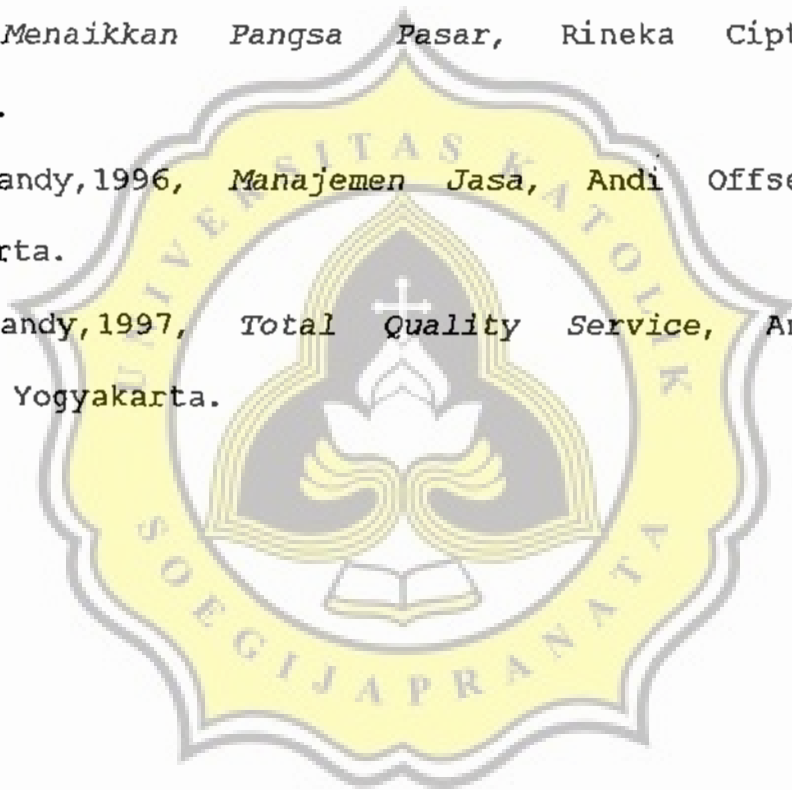 Menaikkan Pangsa Pasar, Rineka Cipt
.
andy,1996, Manajemen Jasa, Andi Offse
rta.
andy,1997, Total Quality Service, An
Yogyakarta.
UNIVERSITAS KATOLIK
SOEGIJAPRANATA